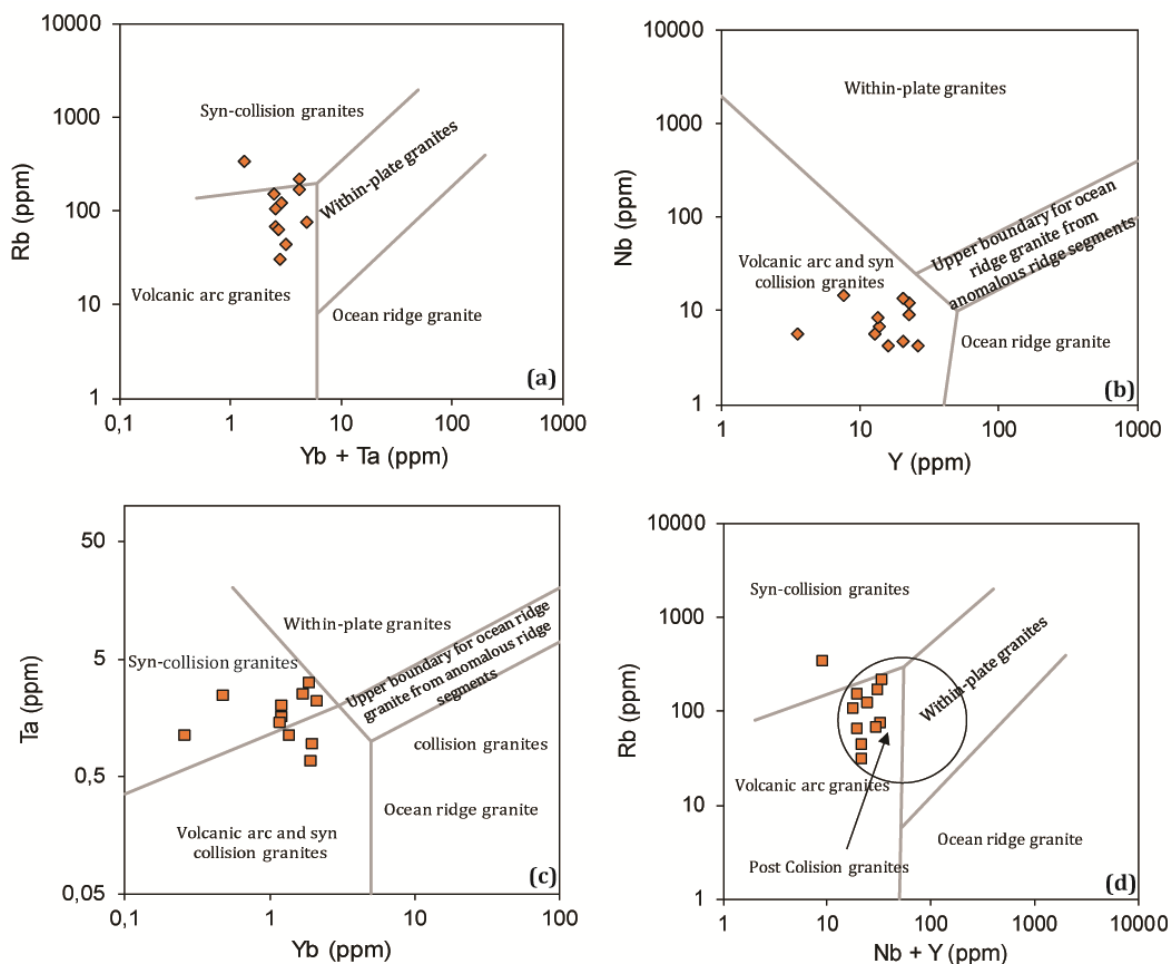 10000
1000
100
10
1
Rb (ppm)
Syn-collision granites
Within-plate granites
Volcanic arc granites
Ocean ridge granite
(a)
0,1
1
10
100
1000
Yb + Ta (ppm)
10000
1000
100
10
1
Nb (ppm)
Within-plate granites
Upper boundary for ocean
ridge granite from
anomalous ridge segments
Volcanic arc and syn
collision granites
Ocean ridge granite
(b)
1
10
100
1000
Y (ppm)
50
5
0,5
0,05
Ta (ppm)
Within-plate granites
Syn-collision granites
Upper boundary for ocean ridge
granite from anomalous ridge
segments
collision granites
Ocean ridge granite
Volcanic arc and syn
collision granites
(c)
0,1
1
10
100
Yb (ppm)
10000
1000
100
10
1
Rb (ppm)
Syn-collision granites
Within-plate granites
Volcanic arc granites
Ocean ridge granite
Post Colision granites
(d)
1
10
100
1000
10000
Nb + Y (ppm)